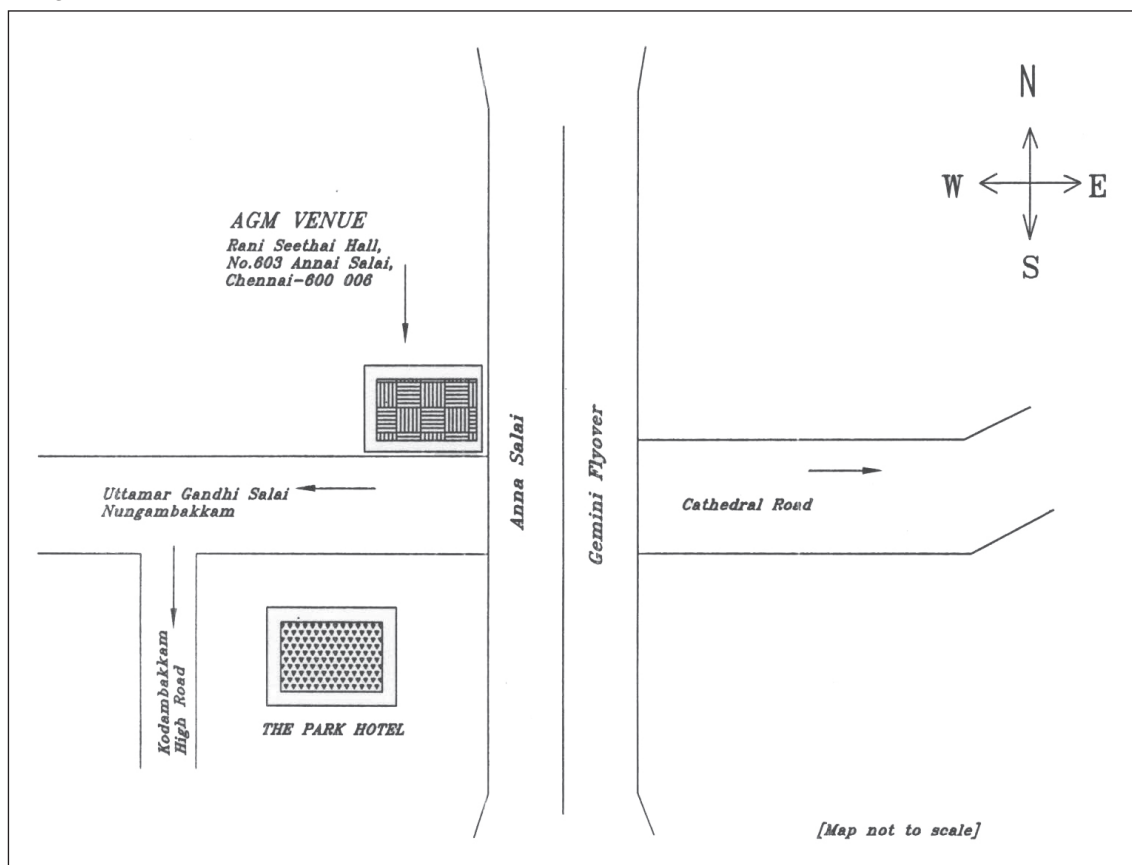 N
W E
S
AGM VENUE
Rani Seethai Hall,
No.603 Annai Salai,
Chennai-600 006
Anna Salai
Gemini Flyover
Uttamar Gandhi Salai
Nungambakkam
Cathedral Road
Kodambakkam
High Road
THE PARK HOTEL
[Map not to scale]